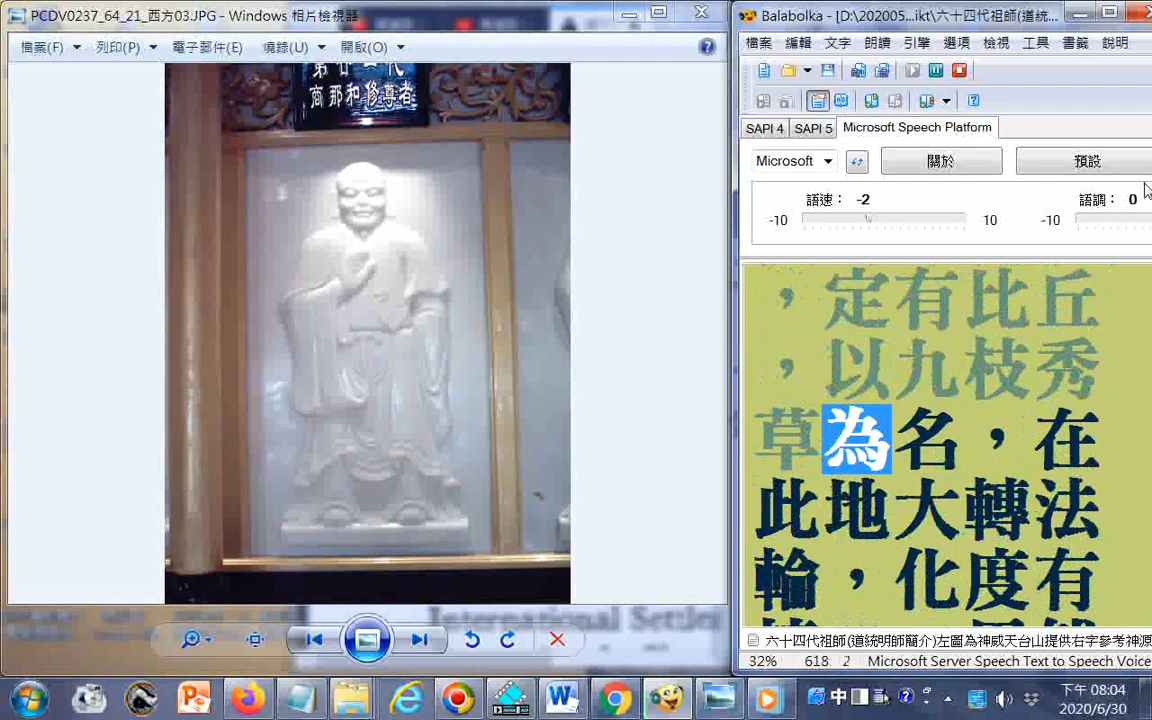 PCDV0237_64_21_西方03.JPG - Windows 相片檢視器
檔案(F) 列印(P) 電子郵件(E) 燒錄(U) 開啟(O)
商那和修尊者
International Settler
Balabolka - [D:\202005...ikt\六十四代祖師(道統...
檔案 編輯 文字 朗讀 引擎 選項 檢視 工具 書籤 說明
SAPI 4 SAPI 5 Microsoft Speech Platform
Microsoft 關於 預設
語速： -2 語調： 0
-10 10 -10
，定有比丘
，以九枝秀
草為名，在
此地大轉法
輪，化度有
六十四代祖師(道統明師簡介)左圖為神威天台山提供右字參考神源
32% 618 2 Microsoft Server Speech Text to Speech Voice
中
下午 08:04
2020/6/30